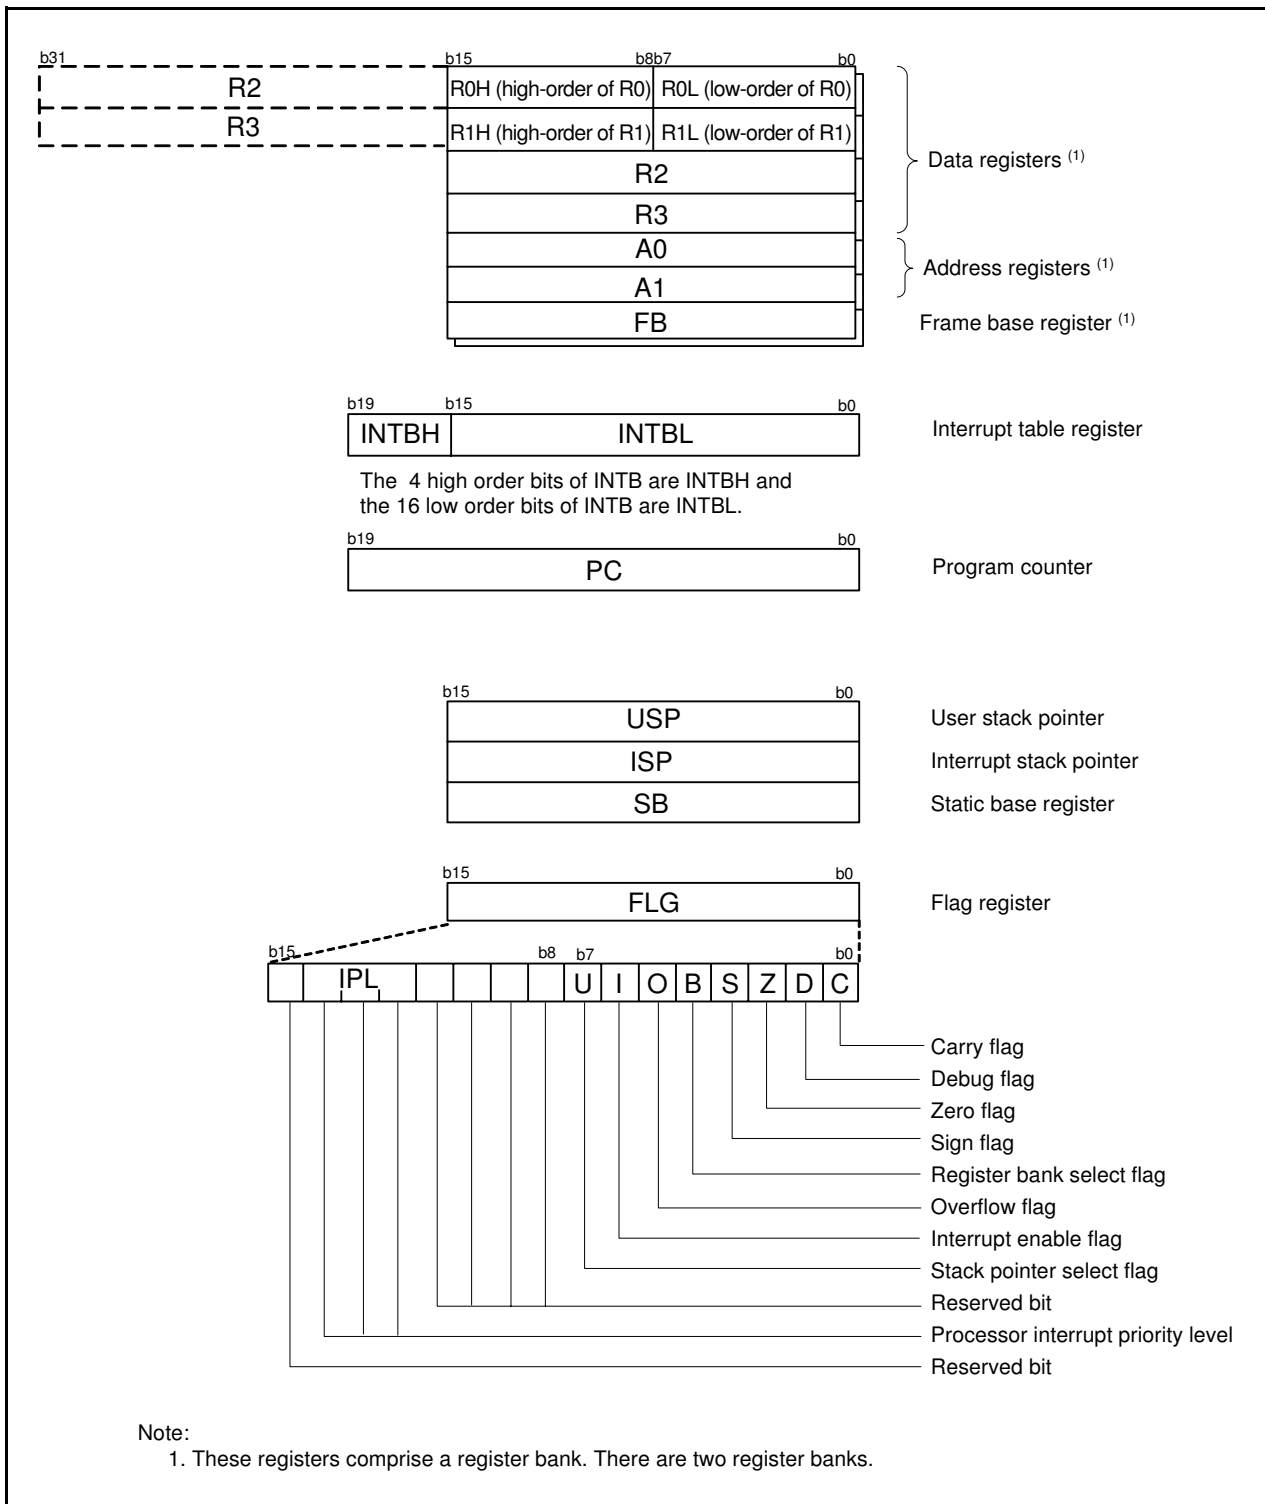 b31 b15 b8b7 b0
R2 R0H (high-order of R0) R0L (low-order of R0)
R3 R1H (high-order of R1) R1L (low-order of R1)
Data registers (1)
R2
R3
A0
Address registers (1)
A1
FB Frame base register (1)
b19 b15 b0
INTBH INTBL Interrupt table register
The 4 high order bits of INTB are INTBH and
the 16 low order bits of INTB are INTBL.
b19 b0
PC Program counter
b15 b0
USP User stack pointer
ISP Interrupt stack pointer
SB Static base register
b15 b0
FLG Flag register
b15 b8 b7 b0
IPL U I O B S Z D C
Carry flag
Debug flag
Zero flag
Sign flag
Register bank select flag
Overflow flag
Interrupt enable flag
Stack pointer select flag
Reserved bit
Processor interrupt priority level
Reserved bit
Note:
1. These registers comprise a register bank. There are two register banks.